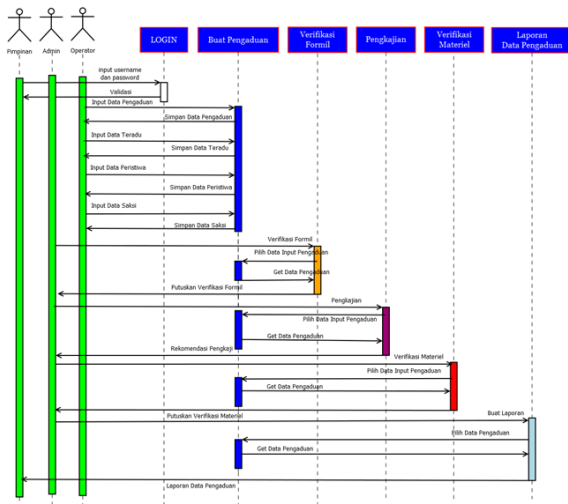 LOGIN
Buat Pengaduan
Verifikasi
Formil
Pengkajian
Verifikasi
Materiel
Laporan
Data Pengaduan
Fimpinan
Admin
Operator
input username
dan password
Validasi
Input Data Pengaduan
Simpan Data Pengaduan
Input Data Teradu
Simpan Data Teradu
Input Data Peristiwa
Simpan Data Peristiwa
Input Data Saksi
Simpan Data Saksi
Verifikasi Formil
Pilih Data Input Pengaduan
Get Data Pengaduan
Putuskan Verifikasi Formil
Pengkajian
Pilih Data Input Pengaduan
Get Data Pengaduan
Rekomendasi Pengkaji
Verifikasi Materiel
Pilih Data Input Pengaduan
Get Data Pengaduan
Putuskan Verifikasi Materiel
Buat Laporan
Pilih Data Pengaduan
Get Data Pengaduan
Laporan Data Pengaduan